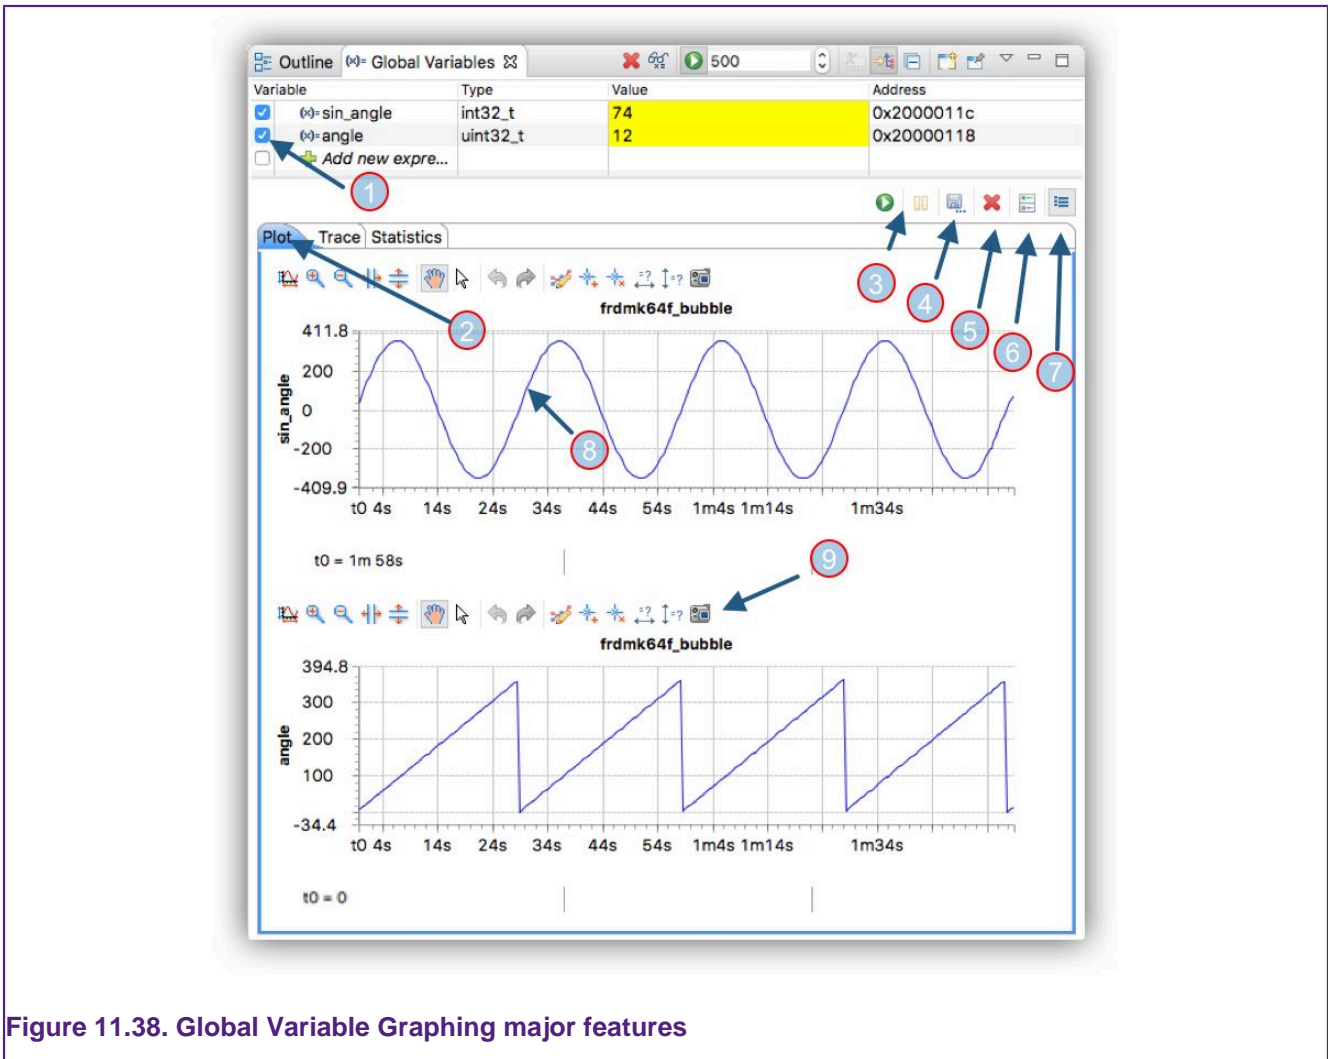 Outline (x)= Global Variables 500
Variable Type Value Address
(x)= sin_angle int32_t 74 0x2000011c
(x)= angle uint32_t 12 0x20000118
Add new expre...
1
Plot Trace Statistics
3
4
5
6
7
2
frdmk64f_bubble
411.8
200
0
-200
-409.9
sin_angle
8
t0 4s 14s 24s 34s 44s 54s 1m4s 1m14s 1m34s
t0 = 1m 58s
9
frdmk64f_bubble
394.8
300
200
100
-34.4
angle
t0 4s 14s 24s 34s 44s 54s 1m4s 1m14s 1m34s
t0 = 0
Figure 11.38. Global Variable Graphing major features